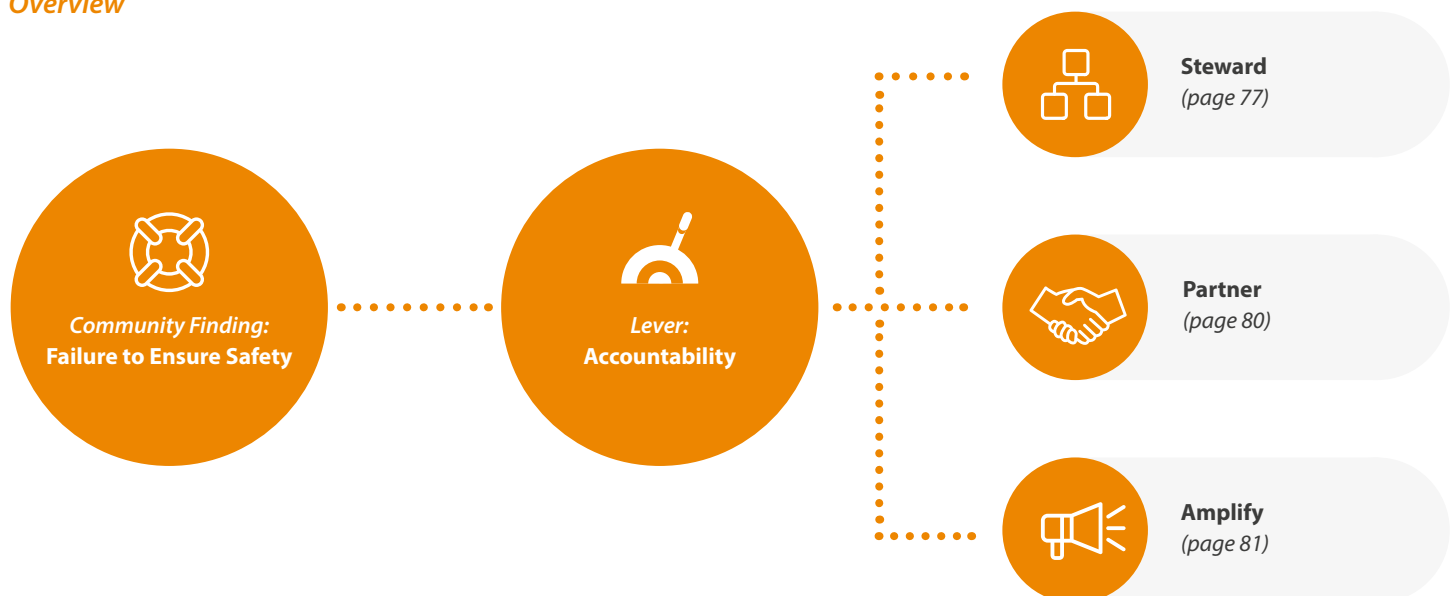 Overview
Community Finding:
Failure to Ensure Safety
Lever:
Accountability
Steward
(page 77)
Partner
(page 80)
Amplify
(page 81)